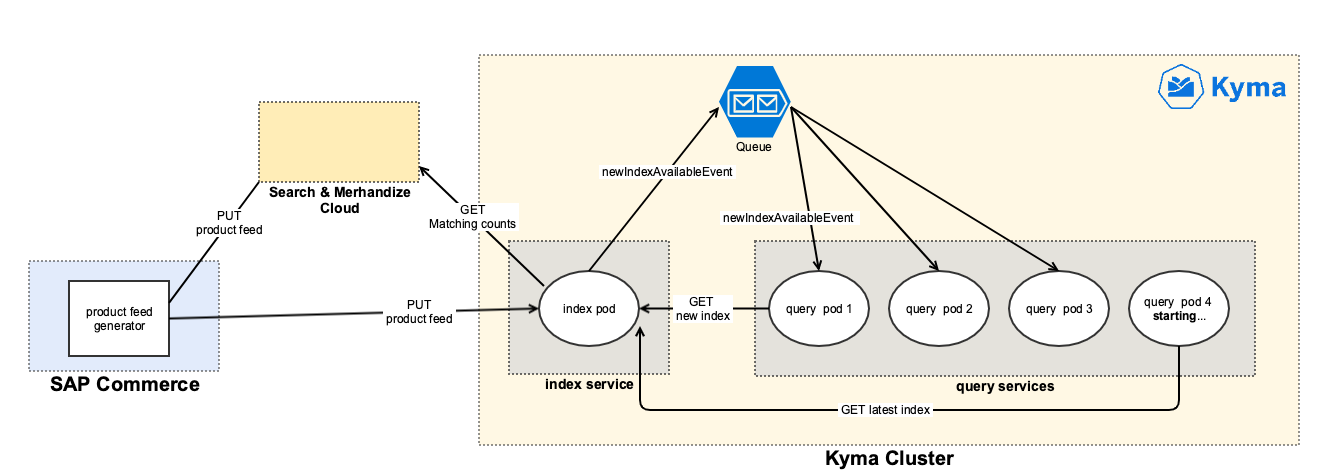 Kyma
Queue
newIndexAvailableEvent
Search & Merhandize
Cloud
GET
Matching counts
PUT
product feed
newIndexAvailableEvent
product feed
generator
PUT
product feed
index pod
GET
new index
query pod 1
query pod 2
query pod 3
query pod 4
starting...
SAP Commerce
index service
query services
GET latest index
Kyma Cluster